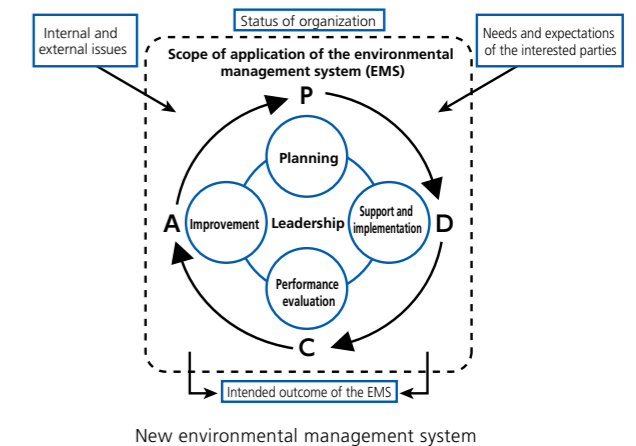 Status of organization
Internal and
external issues
Needs and expectations
of the interested parties
Scope of application of the environmental
management system (EMS)
P
Planning
A
Improvement
Leadership
Support and
implementation
D
Performance
evaluation
C
Intended outcome of the EMS
New environmental management system